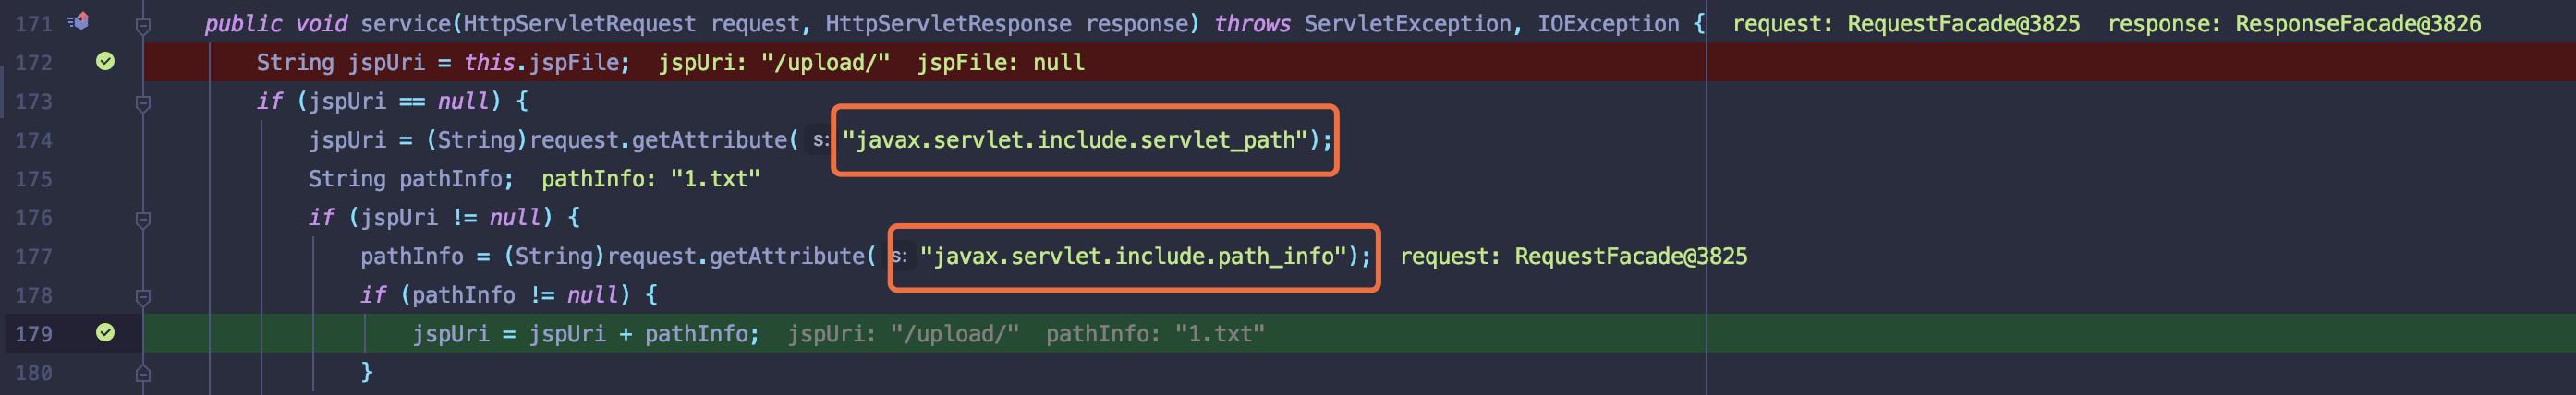 171 public void service(HttpServletRequest request, HttpServletResponse response) throws ServletException, IOException { request: RequestFacade@3825 response: ResponseFacade@3826
172 String jspUri = this.jspFile; jspUri: "/upload/" jspFile: null
173 if (jspUri == null) {
174 jspUri = (String)request.getAttribute( s: "javax.servlet.include.servlet_path");
175 String pathInfo; pathInfo: "1.txt"
176 if (jspUri != null) {
177 pathInfo = (String)request.getAttribute( s: "javax.servlet.include.path_info"); request: RequestFacade@3825
178 if (pathInfo != null) {
179 jspUri = jspUri + pathInfo; jspUri: "/upload/" pathInfo: "1.txt"
180 }